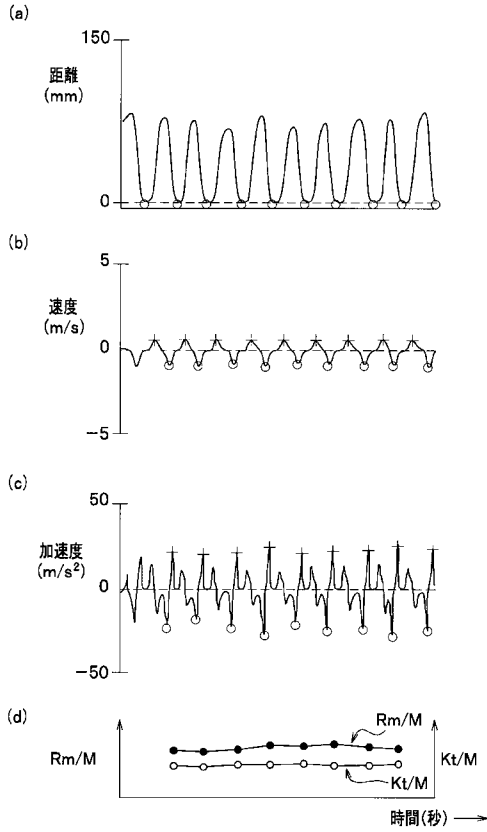 (a)
150
距離
(mm)
0
(b)
5
速度
(m/s)
0
−5
(c)
50
加速度
(m/s²)
0
−50
(d)
Rm/M
Rm/M
Kt/M
Kt/M
時間(秒)